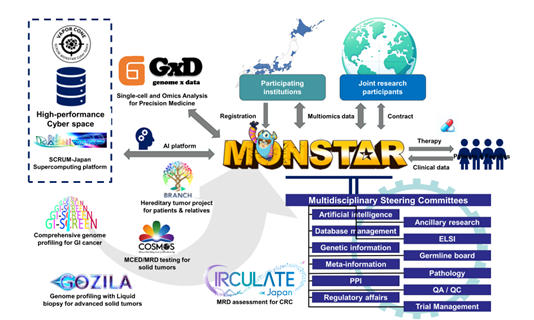 VAPOR CONE
High-performance
Cyber space
SCRUM-Japan
Supercomputing platform
GxD
genome x data
Single-cell and Omics Analysis
for Precision Medicine
Participating
institutions
Joint research
participants
Registration
Multiomics data
Contract
AI platform
MONSTAR
Therapy
Clinical data
BRANCH
Hereditary tumor project
for patients & relatives
GI-SCREEN
Comprehensive genome
profiling for GI cancer
COSMOS
MCED/MRD testing for
solid tumors
GOZILA
Genome profiling with Liquid
biopsy for advanced solid tumors
CIRCULATE
Japan
MRD assessment for CRC
Multidisciplinary Steering Committees
Artificial intelligence
Ancillary research
Database management
ELSI
Genetic information
Germline board
Meta-information
Pathology
PPI
QA / QC
Regulatory affairs
Trial Management